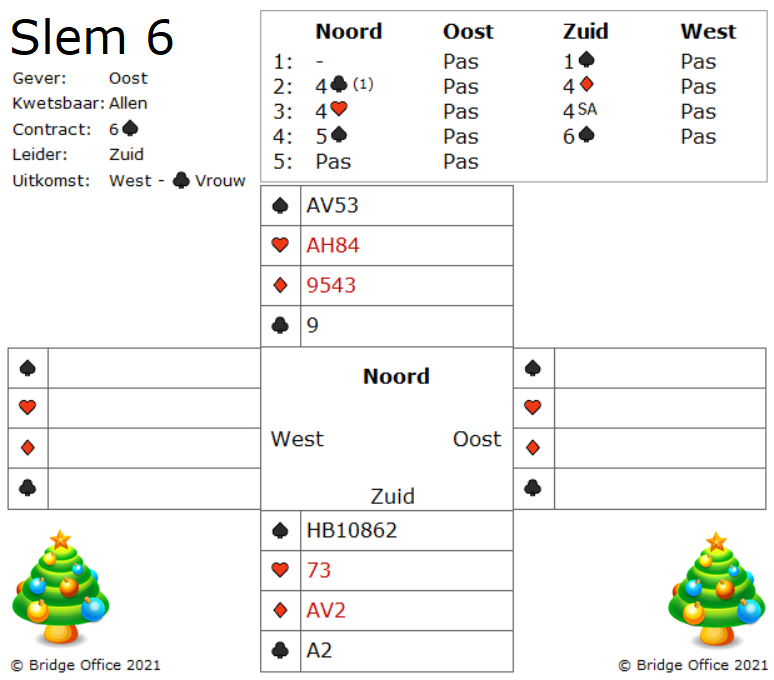 Slem 6
Gever: Oost
Kwetsbaar: Allen
Contract: 6♠
Leider: Zuid
Uitkomst: West - ♣ Vrouw
Noord Oost Zuid West
1: - Pas 1♠ Pas
2: 4♣ (1) Pas 4♦ Pas
3: 4♥ Pas 4SA Pas
4: 5♠ Pas 6♠ Pas
5: Pas Pas
♠ AV53
♥ AH84
♦ 9543
♣ 9
♠ ♠
♥ ♥
♦ ♦
♣ ♣
Noord
West Oost
Zuid
♠ HB10862
♥ 73
♦ AV2
♣ A2
© Bridge Office 2021
© Bridge Office 2021